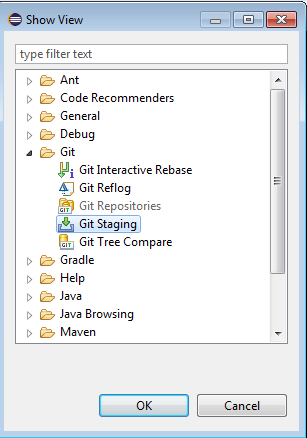 Show View
type filter text
Ant
Code Recommenders
General
Debug
Git
Git Interactive Rebase
Git Reflog
Git Repositories
Git Staging
Git Tree Compare
Gradle
Help
Java
Java Browsing
Maven
OK
Cancel